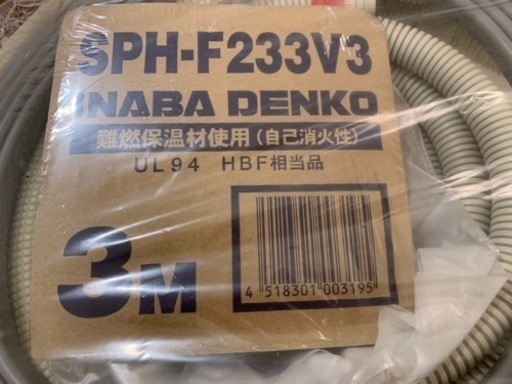 SPH-F233V3
INABA DENKO
難燃保温材使用(自己消火性)
UL94 HBF相当品
3M
4 518301 003195